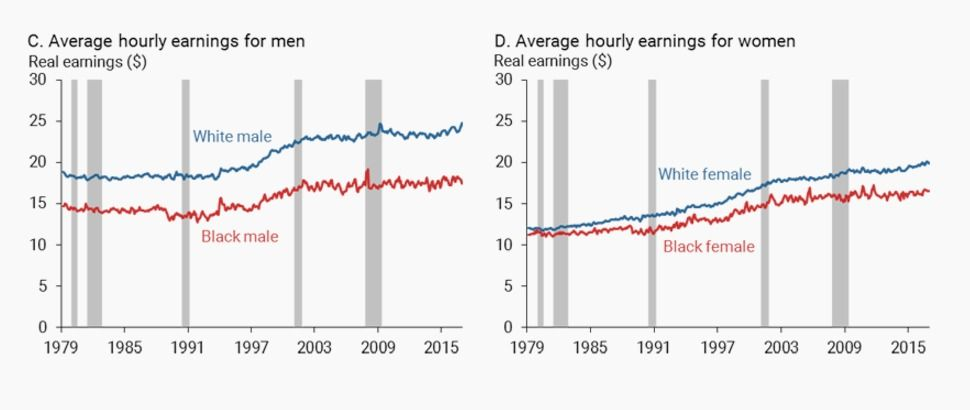 C. Average hourly earnings for men
Real earnings ($)
30
25
20
15
10
5
0
White male
Black male
1979 1985 1991 1997 2003 2009 2015
D. Average hourly earnings for women
Real earnings ($)
30
25
20
15
10
5
0
White female
Black female
1979 1985 1991 1997 2003 2009 2015